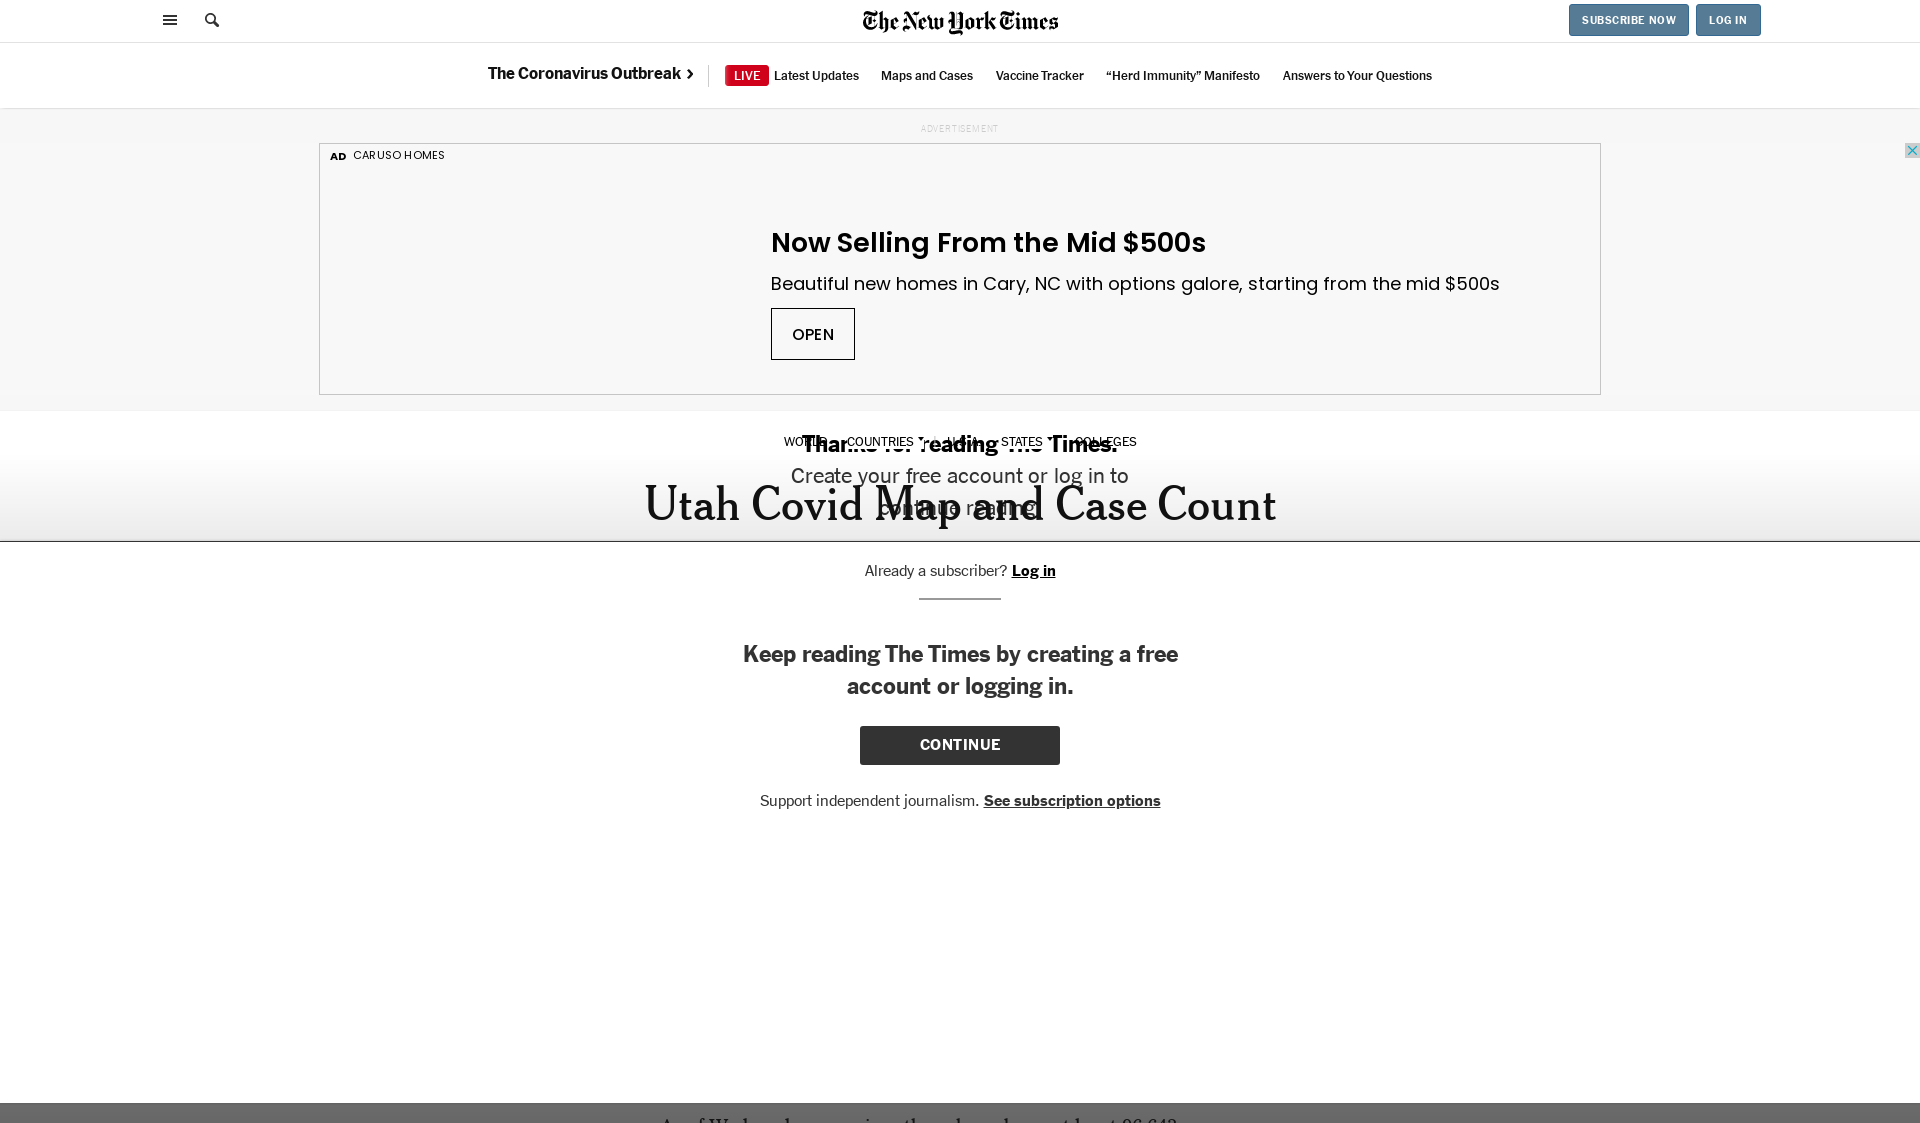 The New York Times
SUBSCRIBE NOW
LOG IN
The Coronavirus Outbreak
LIVE Latest Updates
Maps and Cases
Vaccine Tracker
“Herd Immunity” Manifesto
Answers to Your Questions
ADVERTISEMENT
AD CARUSO HOMES
Now Selling From the Mid $500s
Beautiful new homes in Cary, NC with options galore, starting from the mid $500s
OPEN
WORLD COUNTRIES U.S.A. STATES COLLEGES
Thanks for reading The Times.
Create your free account or log in to
continue reading.
Utah Covid Map and Case Count
Already a subscriber? Log in
Keep reading The Times by creating a free
account or logging in.
CONTINUE
Support independent journalism. See subscription options